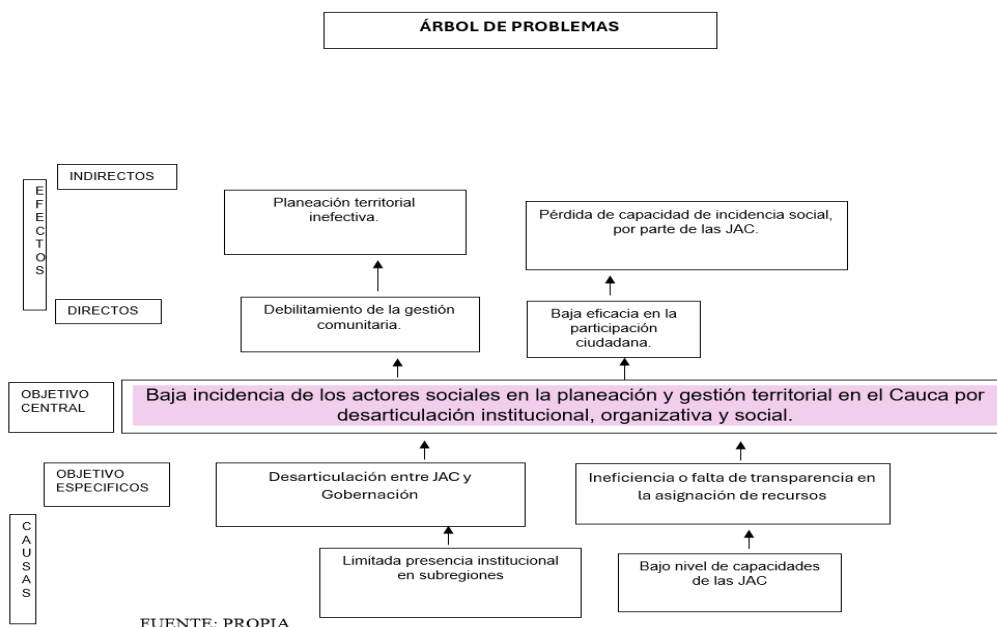 ÁRBOL DE PROBLEMAS
EFECTOS
INDIRECTOS
Planeación territorial
inefectiva.
Pérdida de capacidad de incidencia social,
por parte de las JAC.
DIRECTOS
Debilitamiento de la gestión
comunitaria.
Baja eficacia en la
participación
ciudadana.
OBJETIVO
CENTRAL
Baja incidencia de los actores sociales en la planeación y gestión territorial en el Cauca por
desarticulación institucional, organizativa y social.
OBJETIVO
ESPECIFICOS
Desarticulación entre JAC y
Gobernación
Ineficiencia o falta de transparencia en
la asignación de recursos
CAUSAS
Limitada presencia institucional
en subregiones
Bajo nivel de capacidades
de las JAC
FUENTE: PROPIA